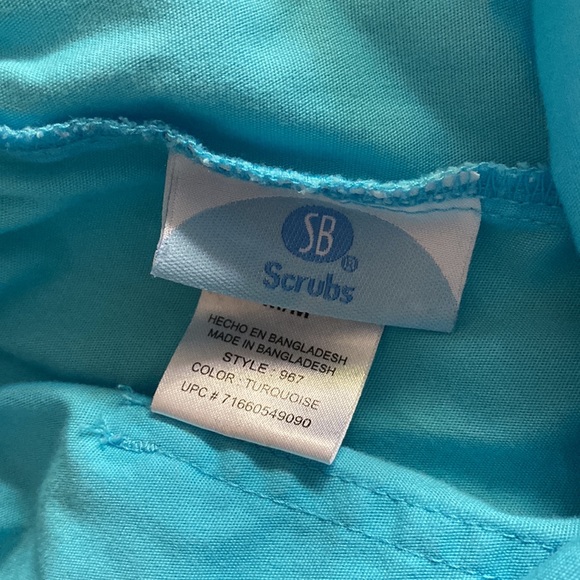 SB®
Scrubs
M/M
HECHO EN BANGLADESH
MADE IN BANGLADESH
STYLE : 967
COLOR : TURQUOISE
UPC # 71660549090